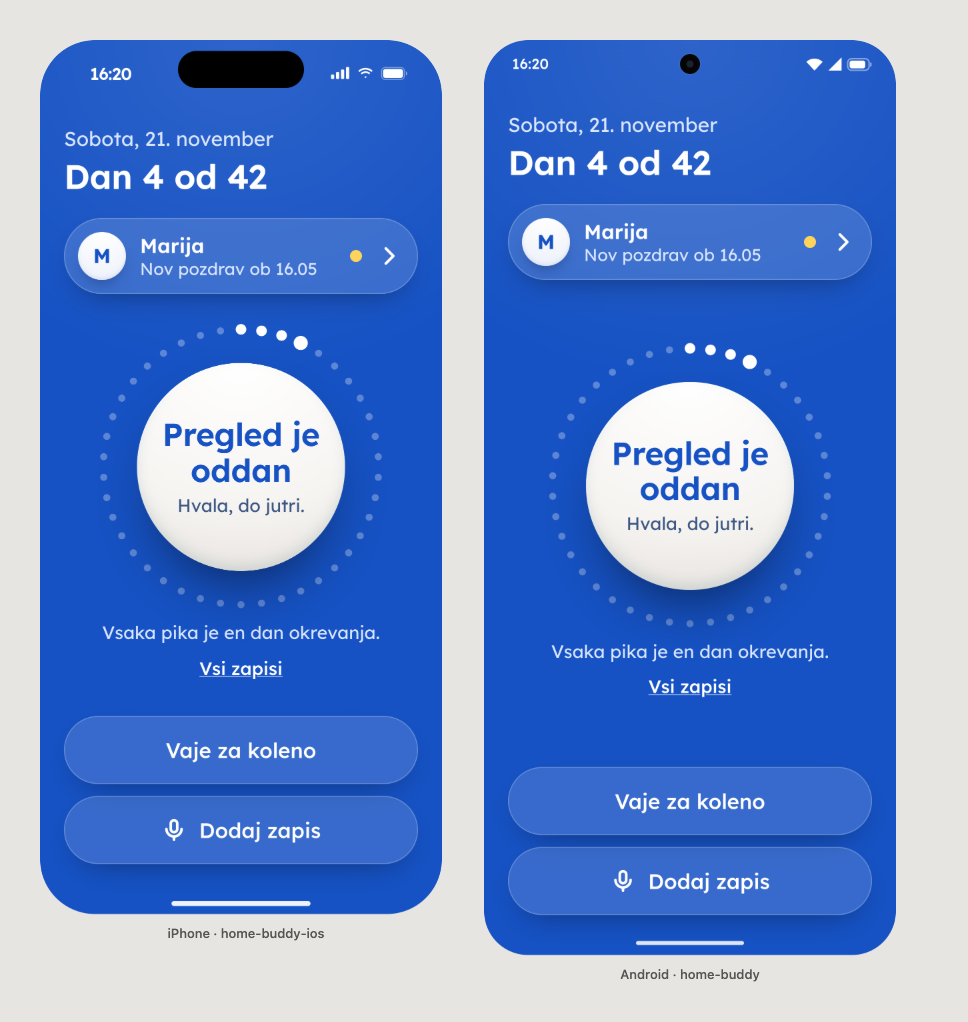 16:20
Sobota, 21. november
Dan 4 od 42
M
Marija
Nov pozdrav ob 16.05
Pregled je
oddan
Hvala, do jutri.
Vsaka pika je en dan okrevanja.
Vsi zapisi
Vaje za koleno
Dodaj zapis
iPhone · home-buddy-ios
16:20
Sobota, 21. november
Dan 4 od 42
M
Marija
Nov pozdrav ob 16.05
Pregled je
oddan
Hvala, do jutri.
Vsaka pika je en dan okrevanja.
Vsi zapisi
Vaje za koleno
Dodaj zapis
Android · home-buddy